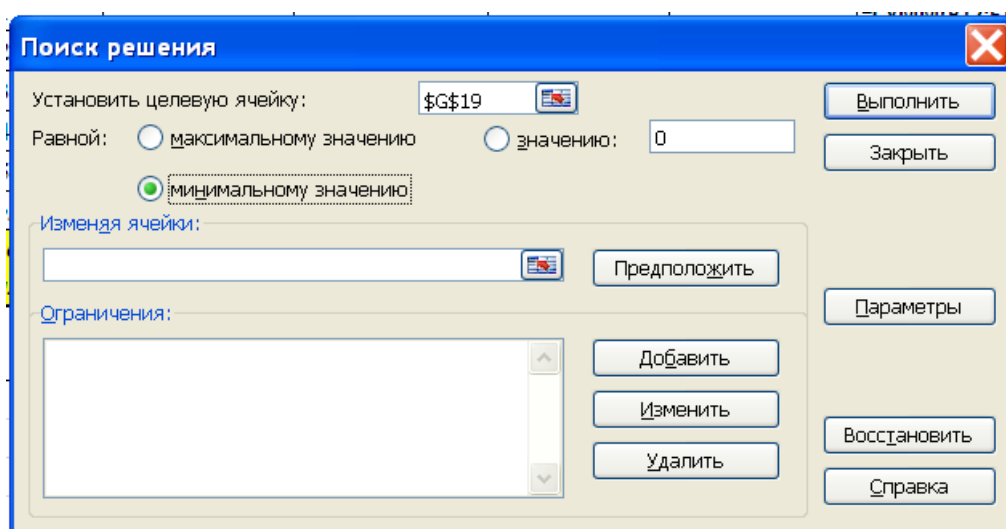 Поиск решения
Установить целевую ячейку: $G$19
Выполнить
Равной: максимальному значению значению: 0
Закрыть
минимальному значению
Изменяя ячейки:
Предположить
Параметры
Ограничения:
Добавить
Изменить
Удалить
Восстановить
Справка